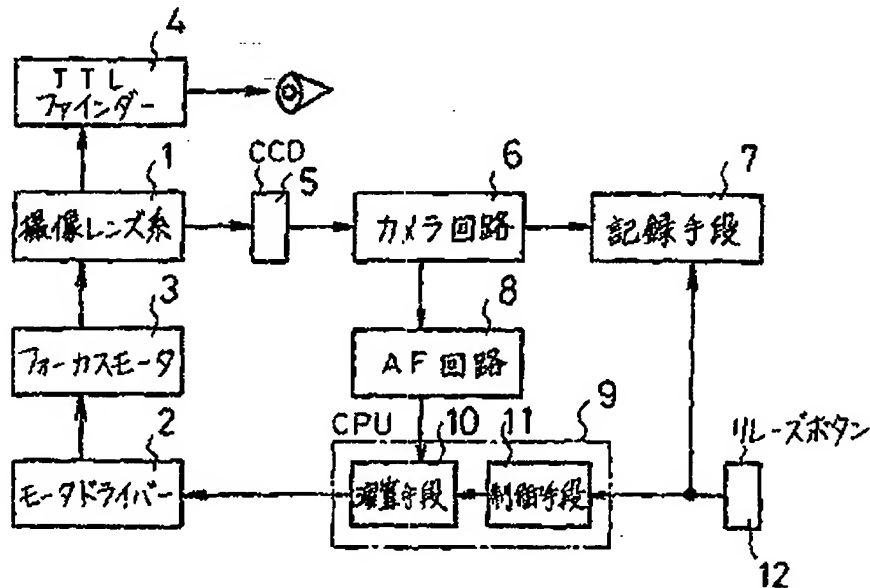 4
TTL
ファインダー
1
撮像レンズ系
CCD
5
6
カメラ回路
7
記録手段
3
フォーカスモータ
8
AF回路
2
モータドライバー
CPU
9
10
演算手段
11
制御手段
リレーズボタン
12